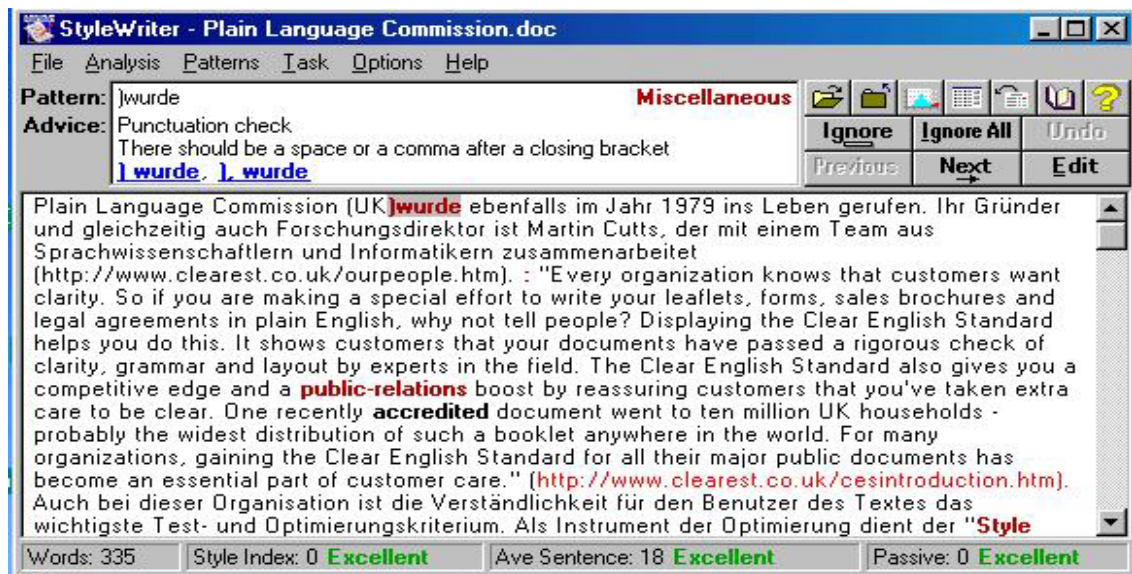 StyleWriter - Plain Language Commission.doc
File Analysis Patterns Task Options Help
Pattern: )wurde Miscellaneous
Advice: Punctuation check
There should be a space or a comma after a closing bracket
) wurde, ), wurde
Ignore Ignore All Undo
Previous Next Edit
Plain Language Commission (UK)wurde ebenfalls im Jahr 1979 ins Leben gerufen. Ihr Gründer
und gleichzeitig auch Forschungsdirektor ist Martin Cutts, der mit einem Team aus
Sprachwissenschaftlern und Informatikern zusammenarbeitet
(http://www.clearest.co.uk/ourpeople.htm). : "Every organization knows that customers want
clarity. So if you are making a special effort to write your leaflets, forms, sales brochures and
legal agreements in plain English, why not tell people? Displaying the Clear English Standard
helps you do this. It shows customers that your documents have passed a rigorous check of
clarity, grammar and layout by experts in the field. The Clear English Standard also gives you a
competitive edge and a public-relations boost by reassuring customers that you've taken extra
care to be clear. One recently accredited document went to ten million UK households -
probably the widest distribution of such a booklet anywhere in the world. For many
organizations, gaining the Clear English Standard for all their major public documents has
become an essential part of customer care." (http://www.clearest.co.uk/cesintroduction.htm).
Auch bei dieser Organisation ist die Verständlichkeit für den Benutzer des Textes das
wichtigste Test- und Optimierungskriterium. Als Instrument der Optimierung dient der "Style
Words: 335 Style Index: 0 Excellent Ave Sentence: 18 Excellent Passive: 0 Excellent